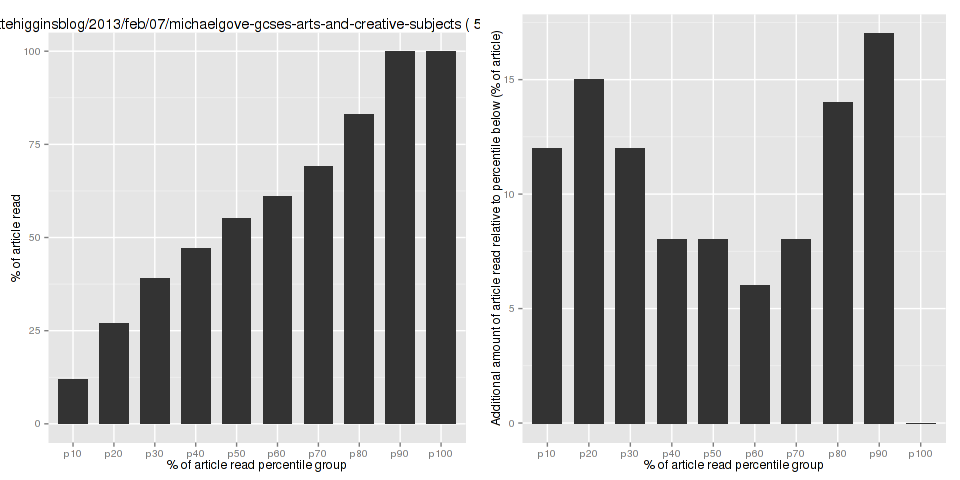 tehigginsblog/2013/feb/07/michaelgove-gcses-arts-and-creative-subjects ( 5
% of article read
100
75
50
25
0
p10 p20 p30 p40 p50 p60 p70 p80 p90 p100
% of article read percentile group
Additional amount of article read relative to percentile below (% of article)
15
10
5
0
p10 p20 p30 p40 p50 p60 p70 p80 p90 p100
% of article read percentile group